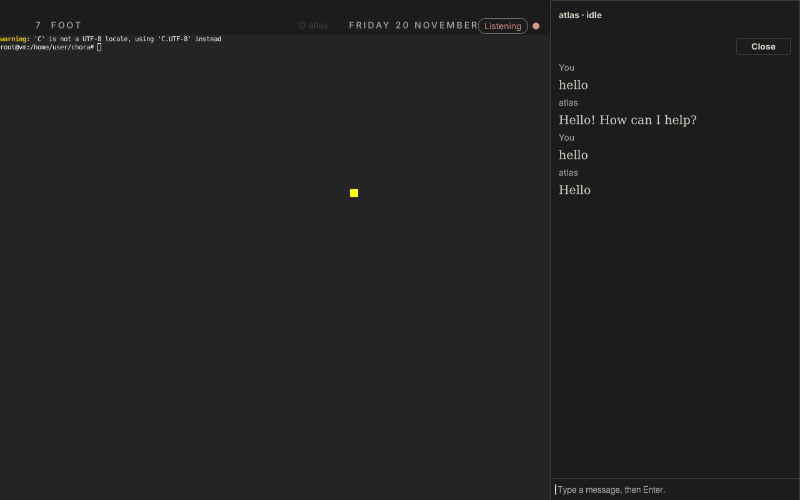 7 FOOT
atlas
FRIDAY 20 NOVEMBER
Listening
warning: 'C' is not a UTF-8 locale, using 'C.UTF-8' instead
root@vm:/home/user/chora#
atlas · idle
Close
You
hello
atlas
Hello! How can I help?
You
hello
atlas
Hello
Type a message, then Enter.